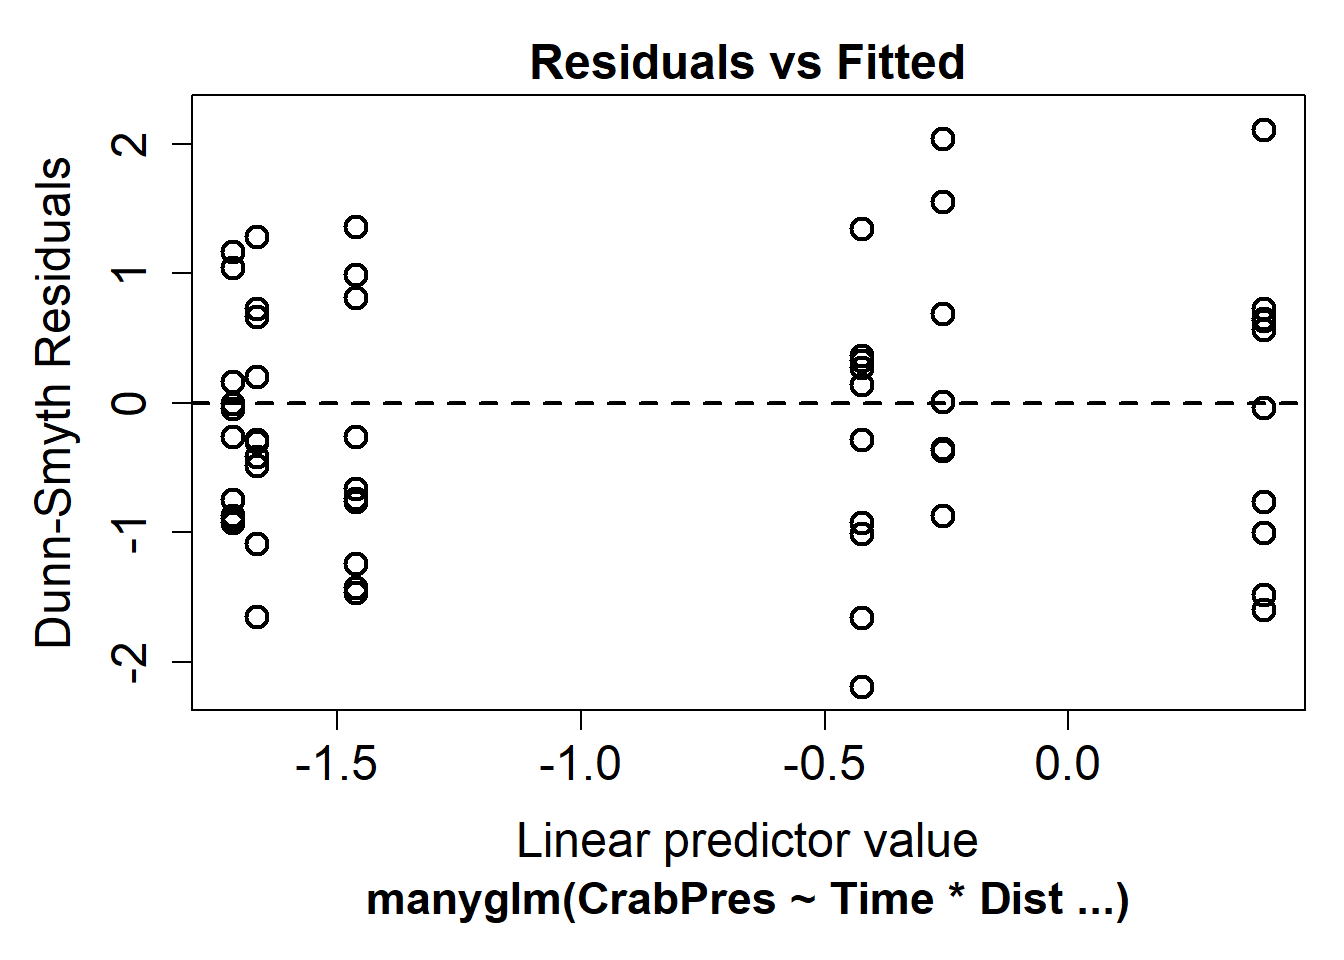 Residuals vs Fitted
Dunn-Smyth Residuals
2
1
0
-1
-2
-1.5 -1.0 -0.5 0.0
Linear predictor value
manyglm(CrabPres ~ Time * Dist ...)